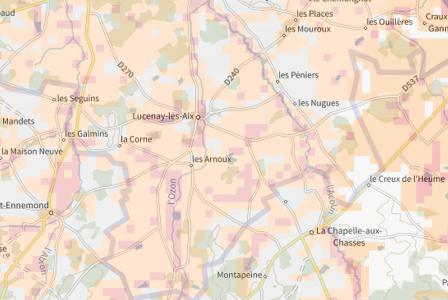 les Places
les Ouillères
les Mouroux
D270
D240
les Péniers
D537
les Seguins
les Nugues
Lucenay-lès-Aix
Mandets
les Galmins
la Corne
la Maison Neuve
les Arnoux
le Creux de l'Heume
l'Ozon
l'Acolin
t-Ennemond
La Chapelle-aux-
Chasses
Montapeine